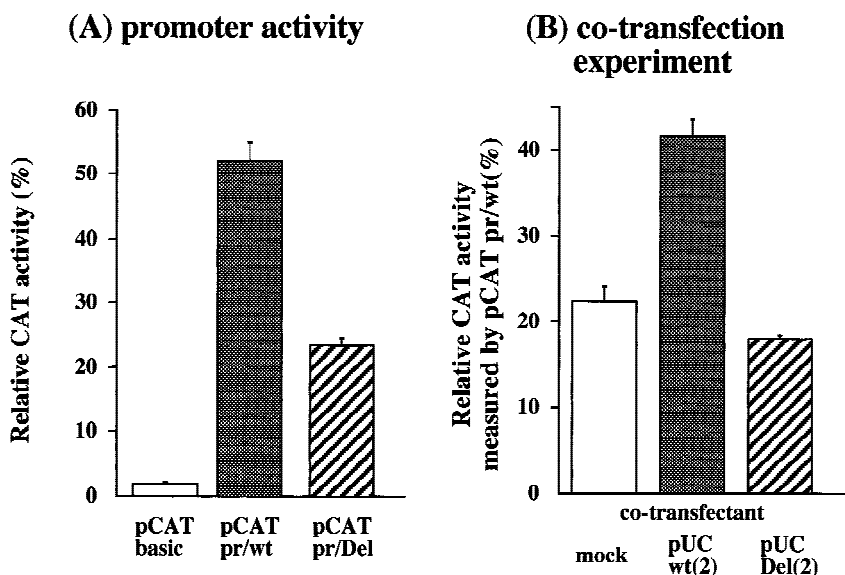 (A) promoter activity
Relative CAT activity (%)
60
50
40
30
20
10
0
pCAT basic
pCAT pr/wt
pCAT pr/Del
(B) co-transfection
experiment
Relative CAT activity
measured by pCAT pr/wt(%)
40
30
20
10
0
co-transfectant
mock
pUC wt(2)
pUC Del(2)